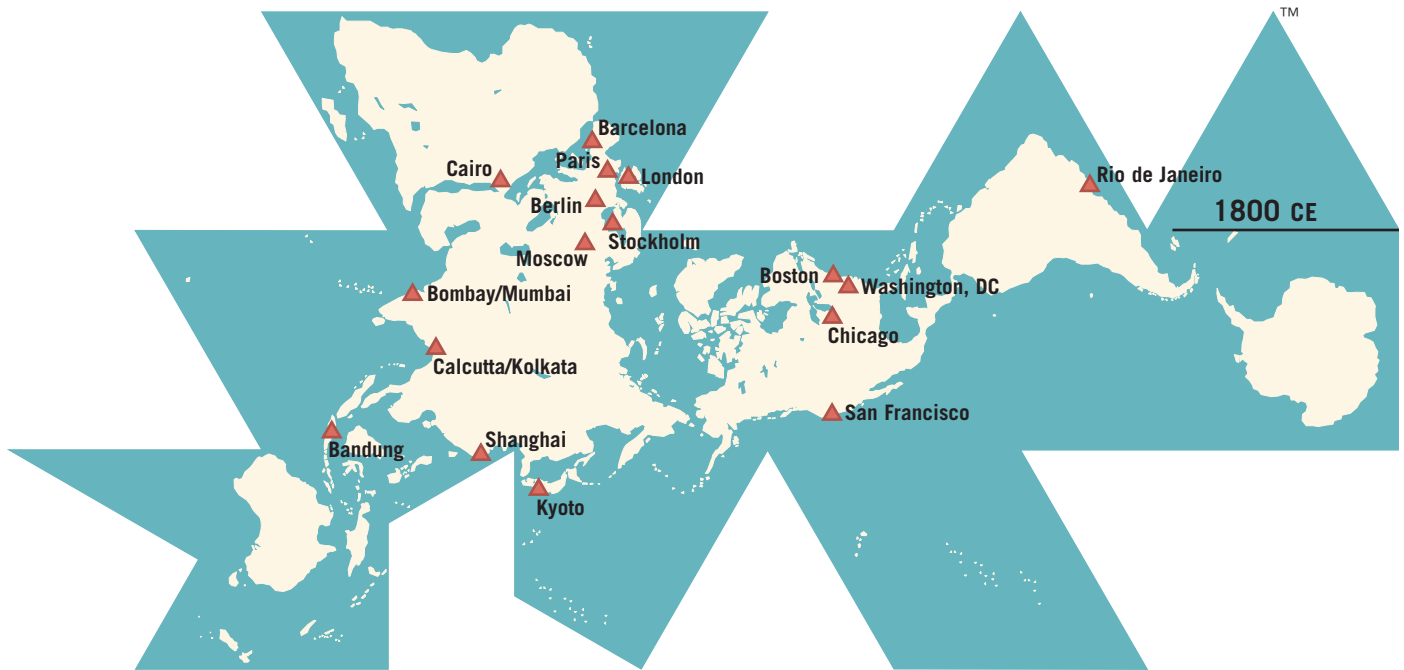 ™
Barcelona
Paris
Cairo
London
Rio de Janeiro
Berlin
1800 CE
Stockholm
Moscow
Boston
Washington, DC
Bombay/Mumbai
Chicago
Calcutta/Kolkata
San Francisco
Shanghai
Bandung
Kyoto